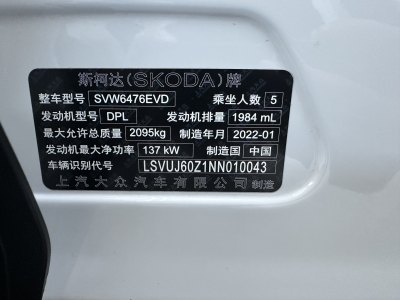 斯柯达(SKODA)牌
整车型号 SVW6476EVD 乘坐人数 5
发动机型号 DPL 发动机排量 1984 mL
最大允许总质量 2095kg 制造年月 2022-01
发动机最大净功率 137 kW 制造国 中国
车辆识别代号 LSVUJ60Z1NN010043
上汽大众汽车有限公司 制造